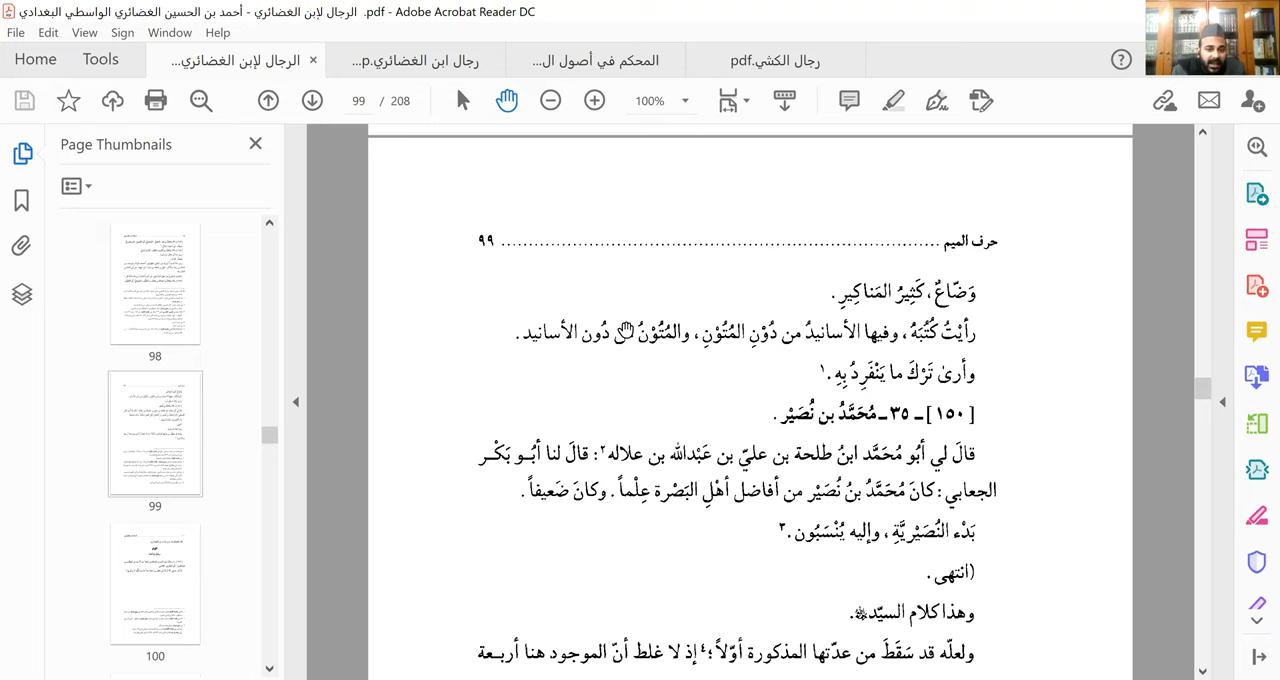 الرجال لإبن الغضائري - أحمد بن الحسين الغضائري الواسطي البغدادي .pdf - Adobe Acrobat Reader DC
File Edit View Sign Window Help
Home Tools
الرجال لإبن الغضائري...
رجال ابن الغضائري.p...
المحكم في أصول ال...
رجال الكشي.pdf
99 / 208
100%
Page Thumbnails
98
99
100
حرف الميم ........ ٩٩
وَضّاعٌ، كَثِيرُ المَناكِيرِ.
رأيْتُ كُتُبَهُ، وفيها الأسانيدُ من دُوْنِ المُتُوْنِ، والمُتُوْنُ دُون الأسانيد.
وأرىٰ تَرْكَ ما يَنْفَرِدُ بِهِ.١
[١٥٠] ـ ٣٥ ـ مُحَمَّدُ بن نُصَيْر.
قالَ لي أبُو مُحَمَّد ابنُ طلحة بن عليّ بن عَبْدالله بن علاله٢: قالَ لنا أبُو بَكْر
الجعابي: كانَ مُحَمَّدُ بنُ نُصَيْر من أفاضل أهْلِ البَصْرة عِلْماً. وكانَ ضَعيفاً.
بَدْء النُصَيْريَّةِ، وإليه يُنْسَبُون.٣
(انتهى.
وهذا كلام السيّد.
ولعلّه قد سَقَطَ من عدّتها المذكورة أوّلاً؛٤ إذ لا غلط أنّ الموجود هنا أربعة